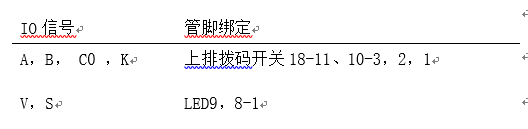 IO 信号 管脚绑定
A，B， C0 ，K 上排拨码开关 18-11、10-3，2，1
V，S LED9，8-1